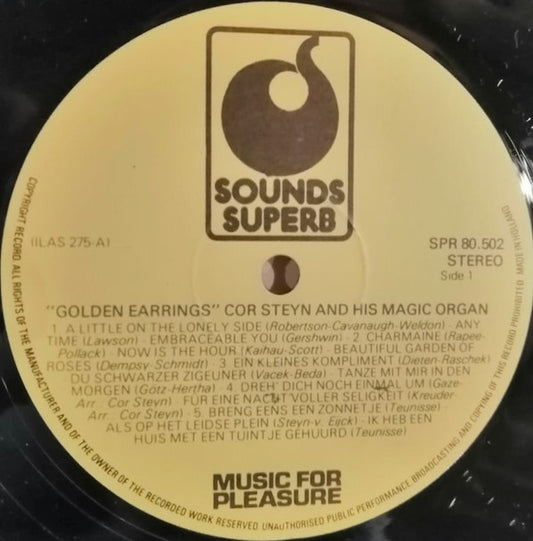 SOUNDS
SUPERB
(ILAS 275-A)
SPR 80.502
STEREO
Side 1
"GOLDEN EARRINGS" COR STEYN AND HIS MAGIC ORGAN
1. A LITTLE ON THE LONELY SIDE (Robertson-Cavanaugh-Weldon) - ANY
TIME (Lawson) - EMBRACEABLE YOU (Gershwin) - 2. CHARMAINE (Rapee-
Pollack) - NOW IS THE HOUR (Kaihau-Scott) - BEAUTIFUL GARDEN OF
ROSES (Dempsy-Schmidt) - 3. EIN KLEINES KOMPLIMENT (Dieten-Raschek)
DU SCHWARZER ZIGEUNER (Vacek-Beda) - TANZE MIT MIR IN DEN
MORGEN (Götz-Hertha) - 4. DREH' DICH NOCH EINMAL UM (Gaze-
Arr.: Cor Steyn) - FUR EINE NACHT VOLLER SELIGKEIT (Kreuder-
Arr.: Cor Steyn) - 5. BRENG EENS EEN ZONNETJE (Teunisse) -
ALS OP HET LEIDSE PLEIN (Steyn-v. Eijck) - IK HEB EEN
HUIS MET EEN TUINTJE GEHUURD (Teunisse)
MUSIC FOR
PLEASURE
COPYRIGHT RECORD. ALL RIGHTS OF THE MANUFACTURER AND OF THE OWNER OF THE RECORDED WORK RESERVED UNAUTHORISED PUBLIC PERFORMANCE BROADCASTING AND COPYING OF THIS RECORD PROHIBITED MADE IN HOLLAND